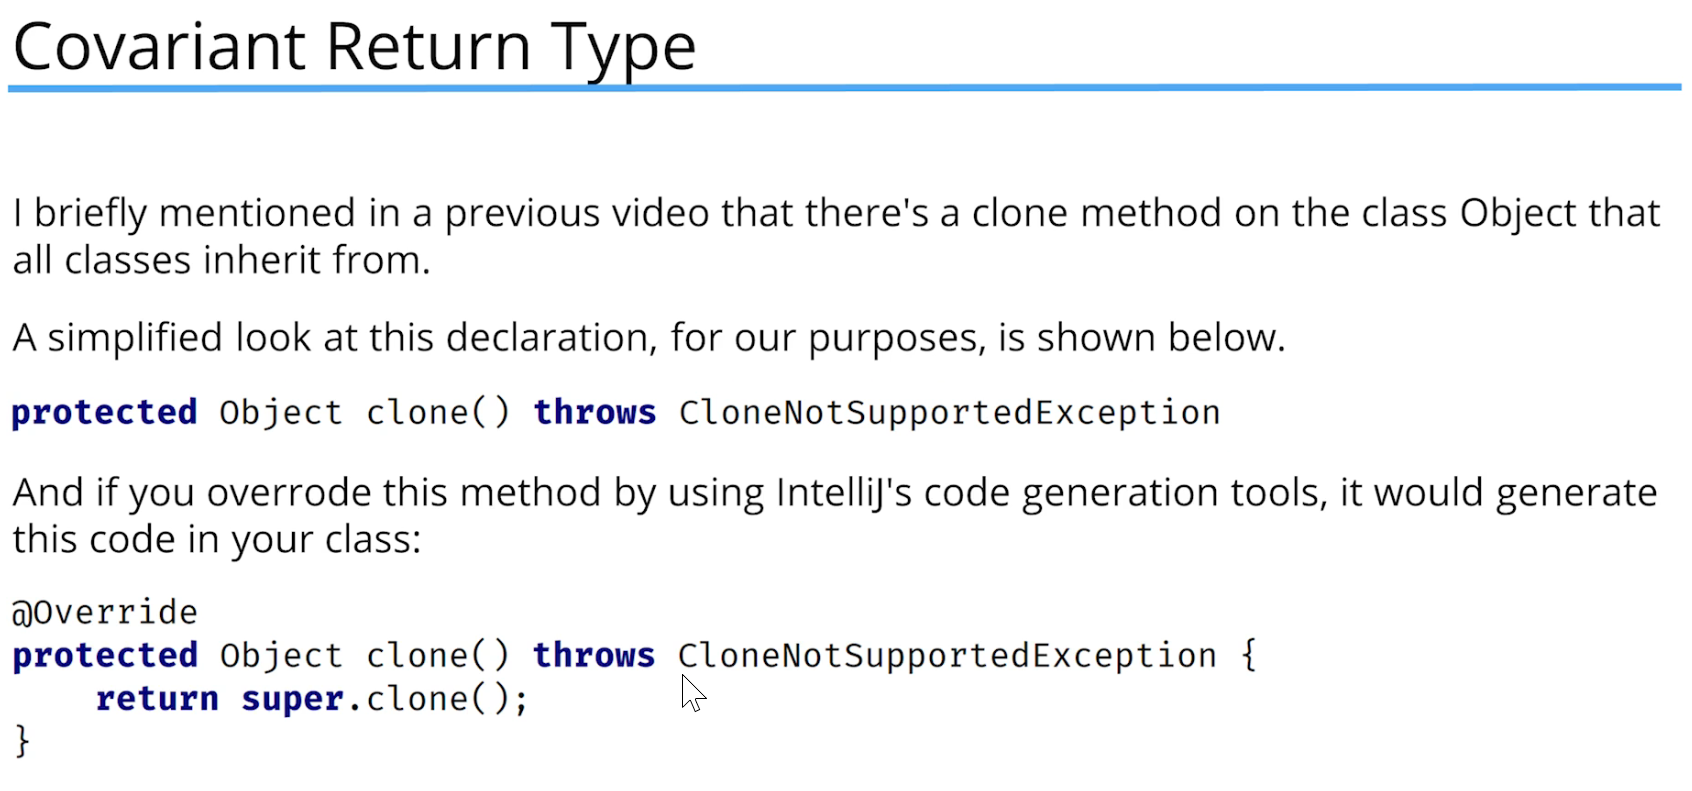 Covariant Return Type
I briefly mentioned in a previous video that there's a clone method on the class Object that
all classes inherit from.
A simplified look at this declaration, for our purposes, is shown below.
protected Object clone() throws CloneNotSupportedException
And if you overrode this method by using IntelliJ's code generation tools, it would generate
this code in your class:
@Override
protected Object clone() throws CloneNotSupportedException {
    return super.clone();
}